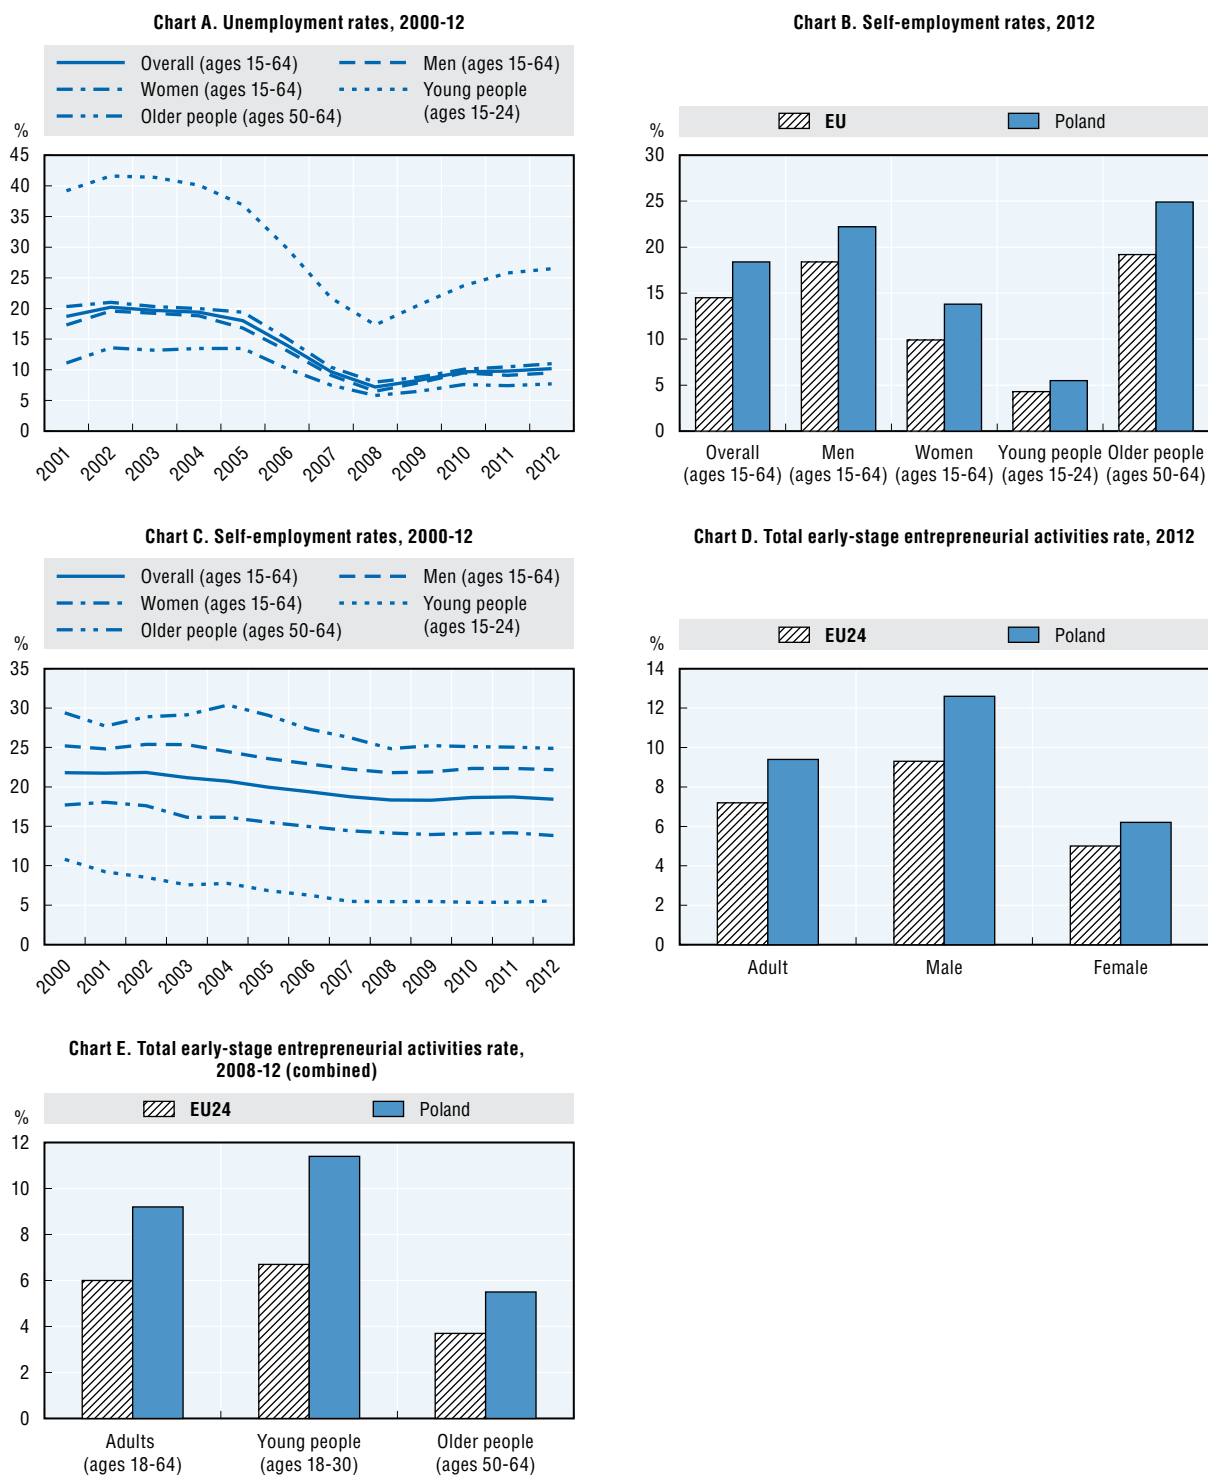 Chart A. Unemployment rates, 2000-12
Overall (ages 15-64)
Men (ages 15-64)
Women (ages 15-64)
Young people
(ages 15-24)
Older people (ages 50-64)
%
45
40
35
30
25
20
15
10
5
0
2001 2002 2003 2004 2005 2006 2007 2008 2009 2010 2011 2012
Chart B. Self-employment rates, 2012
EU Poland
%
30
25
20
15
10
5
0
Overall Men Women Young people Older people
(ages 15-64) (ages 15-64) (ages 15-64) (ages 15-24) (ages 50-64)
Chart C. Self-employment rates, 2000-12
Overall (ages 15-64)
Men (ages 15-64)
Women (ages 15-64)
Young people
(ages 15-24)
Older people (ages 50-64)
%
35
30
25
20
15
10
5
0
2000 2001 2002 2003 2004 2005 2006 2007 2008 2009 2010 2011 2012
Chart D. Total early-stage entrepreneurial activities rate, 2012
EU24 Poland
%
14
12
10
8
6
4
2
0
Adult Male Female
Chart E. Total early-stage entrepreneurial activities rate,
2008-12 (combined)
EU24 Poland
%
12
10
8
6
4
2
0
Adults Young people Older people
(ages 18-64) (ages 18-30) (ages 50-64)